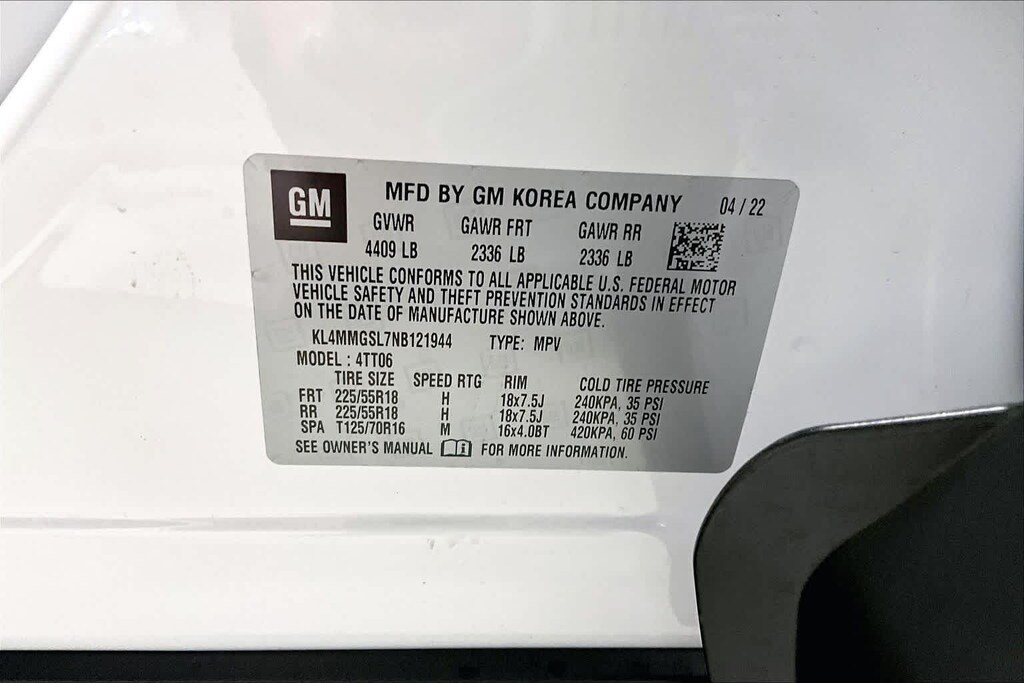 GM
MFD BY GM KOREA COMPANY 04 / 22
GVWR GAWR FRT GAWR RR
4409 LB 2336 LB 2336 LB
THIS VEHICLE CONFORMS TO ALL APPLICABLE U.S. FEDERAL MOTOR
VEHICLE SAFETY AND THEFT PREVENTION STANDARDS IN EFFECT
ON THE DATE OF MANUFACTURE SHOWN ABOVE.
KL4MMGSL7NB121944 TYPE: MPV
MODEL : 4TT06
TIRE SIZE SPEED RTG RIM COLD TIRE PRESSURE
FRT 225/55R18 H 18x7.5J 240KPA, 35 PSI
RR 225/55R18 H 18x7.5J 240KPA, 35 PSI
SPA T125/70R16 M 16x4.0BT 420KPA, 60 PSI
SEE OWNER'S MANUAL i FOR MORE INFORMATION.